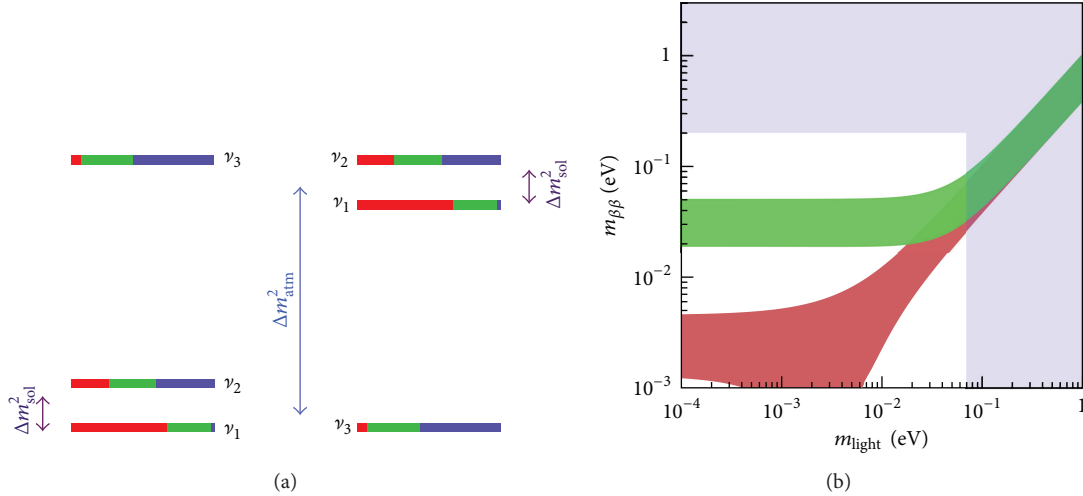 ν₃
Δm²atm
ν₂
Δm²sol
ν₁
ν₂
ν₁
Δm²sol
ν₃
(a)
mββ (eV)
1
10⁻¹
10⁻²
10⁻³
10⁻⁴ 10⁻³ 10⁻² 10⁻¹ 1
mlight (eV)
(b)